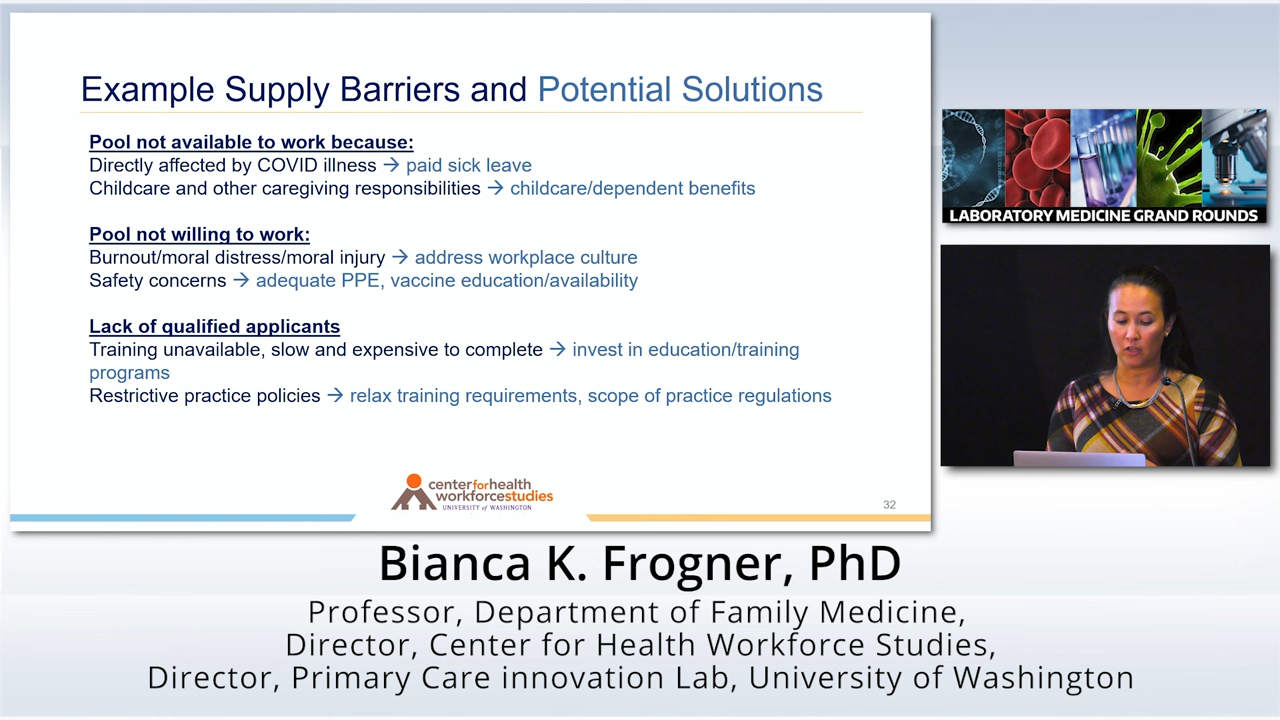 Example Supply Barriers and Potential Solutions
Pool not available to work because:
Directly affected by COVID illness → paid sick leave
Childcare and other caregiving responsibilities → childcare/dependent benefits
Pool not willing to work:
Burnout/moral distress/moral injury → address workplace culture
Safety concerns → adequate PPE, vaccine education/availability
Lack of qualified applicants
Training unavailable, slow and expensive to complete → invest in education/training
programs
Restrictive practice policies → relax training requirements, scope of practice regulations
centerforhealth
workforcestudies
UNIVERSITY of WASHINGTON
32
LABORATORY MEDICINE GRAND ROUNDS
Bianca K. Frogner, PhD
Professor, Department of Family Medicine,
Director, Center for Health Workforce Studies,
Director, Primary Care innovation Lab, University of Washington